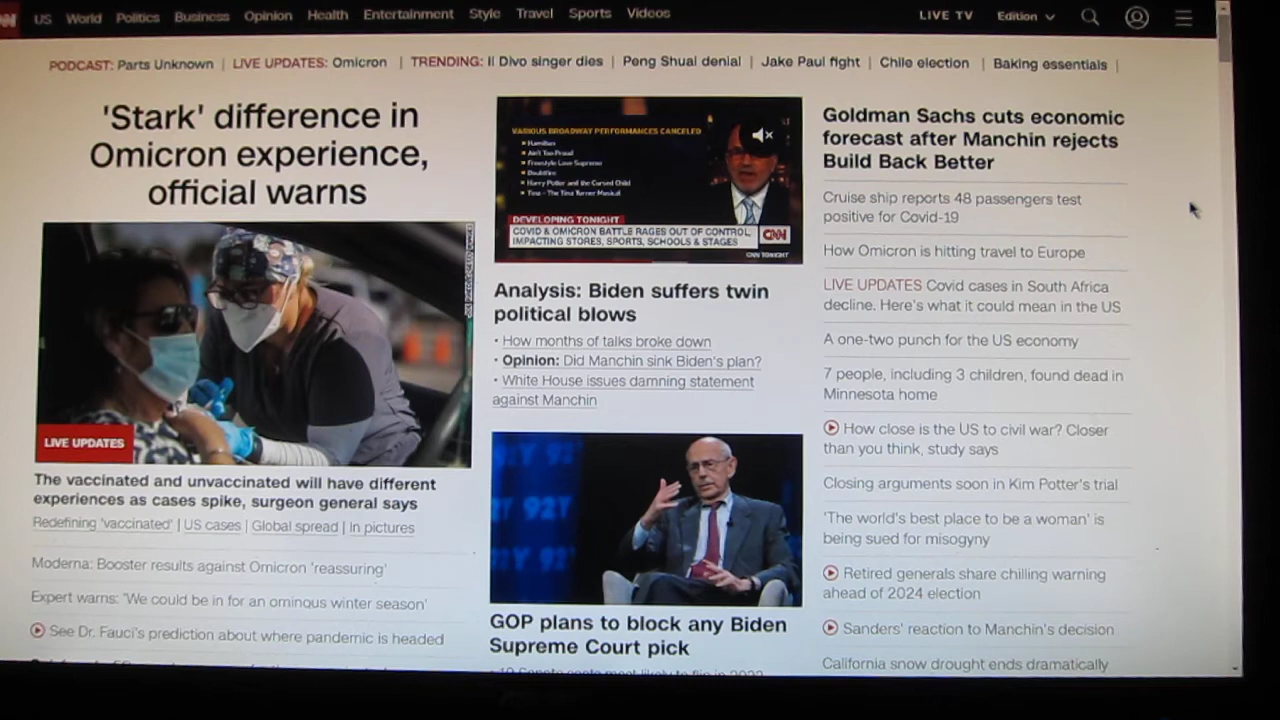 US World Politics Business Opinion Health Entertainment Style Travel Sports Videos LIVE TV Edition
PODCAST: Parts Unknown | LIVE UPDATES: Omicron | TRENDING: Il Divo singer dies | Peng Shuai denial | Jake Paul fight | Chile election | Baking essentials |
'Stark' difference in
Omicron experience,
official warns
LIVE UPDATES
The vaccinated and unvaccinated will have different
experiences as cases spike, surgeon general says
Redefining 'vaccinated' | US cases | Global spread | In pictures
Moderna: Booster results against Omicron 'reassuring'
Expert warns: 'We could be in for an ominous winter season'
See Dr. Fauci's prediction about where pandemic is headed
VARIOUS BROADWAY PERFORMANCES CANCELED
Hamilton
Ain't Too Proud
Freestyle Love Supreme
Doubtfire
Harry Potter and the Cursed Child
Tina - The Tina Turner Musical
DEVELOPING TONIGHT
COVID & OMICRON BATTLE RAGES OUT OF CONTROL,
IMPACTING STORES, SPORTS, SCHOOLS & STAGES
CNN
CNN TONIGHT
Analysis: Biden suffers twin
political blows
• How months of talks broke down
• Opinion: Did Manchin sink Biden's plan?
• White House issues damning statement
against Manchin
92Y
GOP plans to block any Biden
Supreme Court pick
10 Senate seats most likely to flip in 2022
Goldman Sachs cuts economic
forecast after Manchin rejects
Build Back Better
Cruise ship reports 48 passengers test
positive for Covid-19
How Omicron is hitting travel to Europe
LIVE UPDATES Covid cases in South Africa
decline. Here's what it could mean in the US
A one-two punch for the US economy
7 people, including 3 children, found dead in
Minnesota home
How close is the US to civil war? Closer
than you think, study says
Closing arguments soon in Kim Potter's trial
'The world's best place to be a woman' is
being sued for misogyny
Retired generals share chilling warning
ahead of 2024 election
Sanders' reaction to Manchin's decision
California snow drought ends dramatically